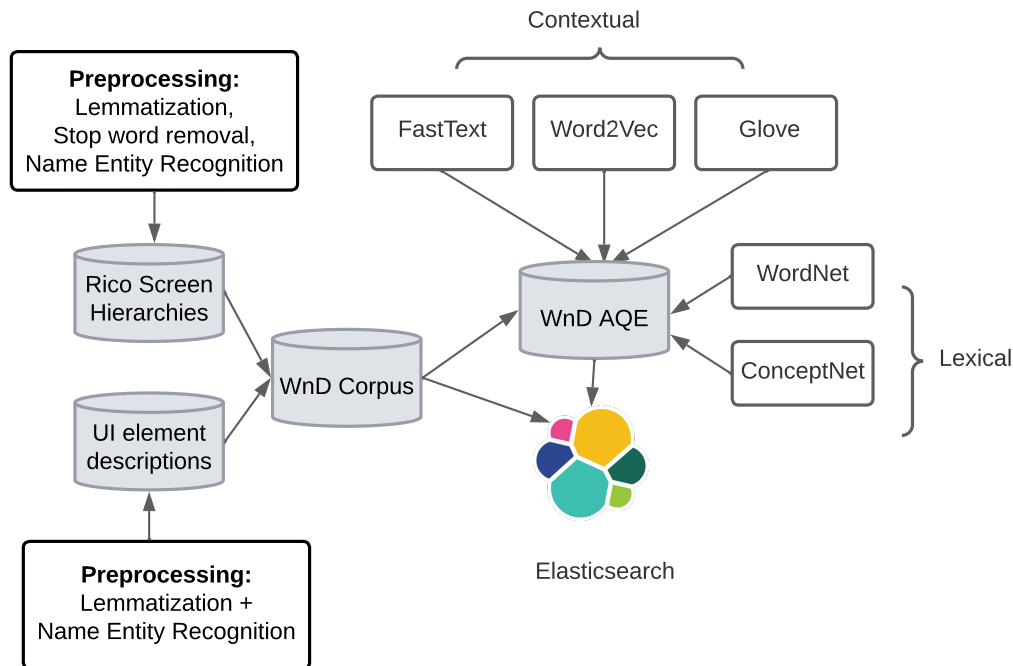 Contextual
Preprocessing:
Lemmatization,
Stop word removal,
Name Entity Recognition
FastText
Word2Vec
Glove
Rico Screen
Hierarchies
WnD AQE
WordNet
ConceptNet
Lexical
WnD Corpus
UI element
descriptions
Elasticsearch
Preprocessing:
Lemmatization +
Name Entity Recognition